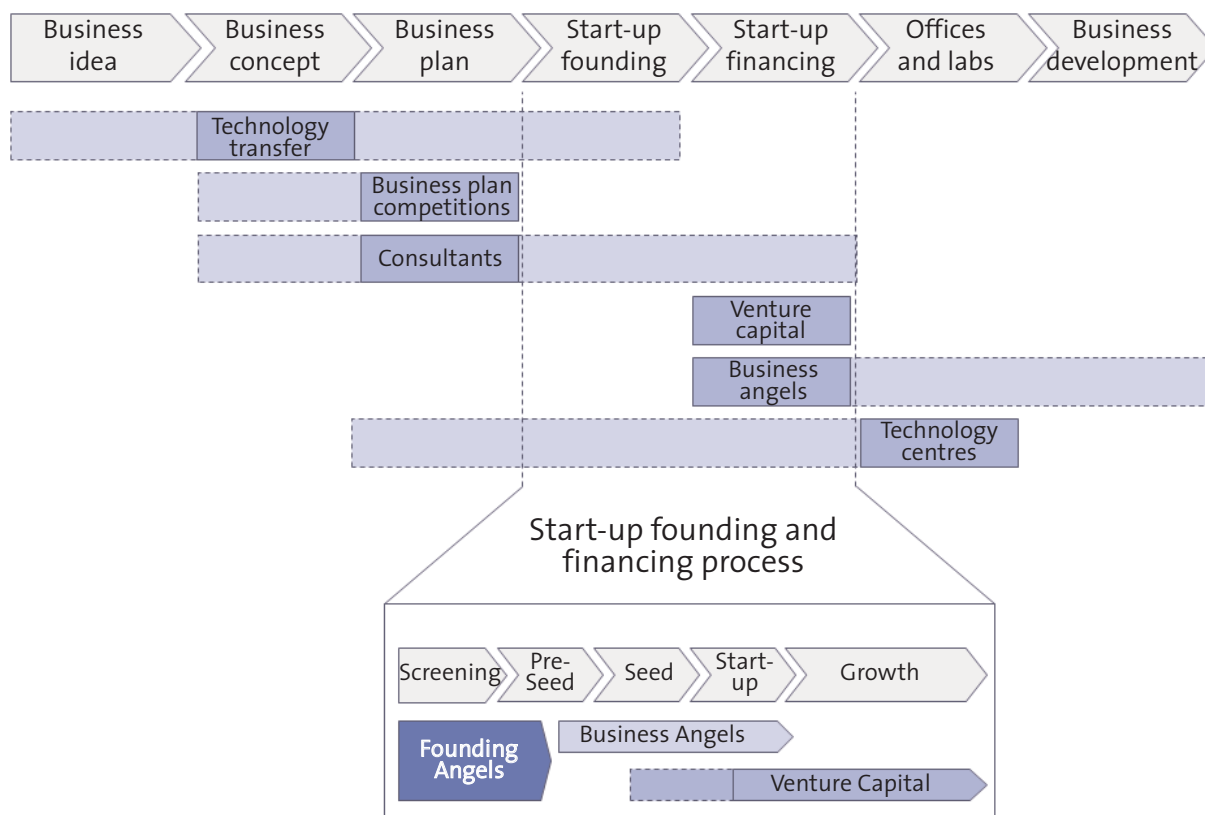 Business
idea
Business
concept
Business
plan
Start-up
founding
Start-up
financing
Offices
and labs
Business
development
Technology
transfer
Business plan
competitions
Consultants
Venture
capital
Business
angels
Technology
centres
Start-up founding and
financing process
Screening
Pre-
Seed
Seed
Start-
up
Growth
Founding
Angels
Business Angels
Venture Capital